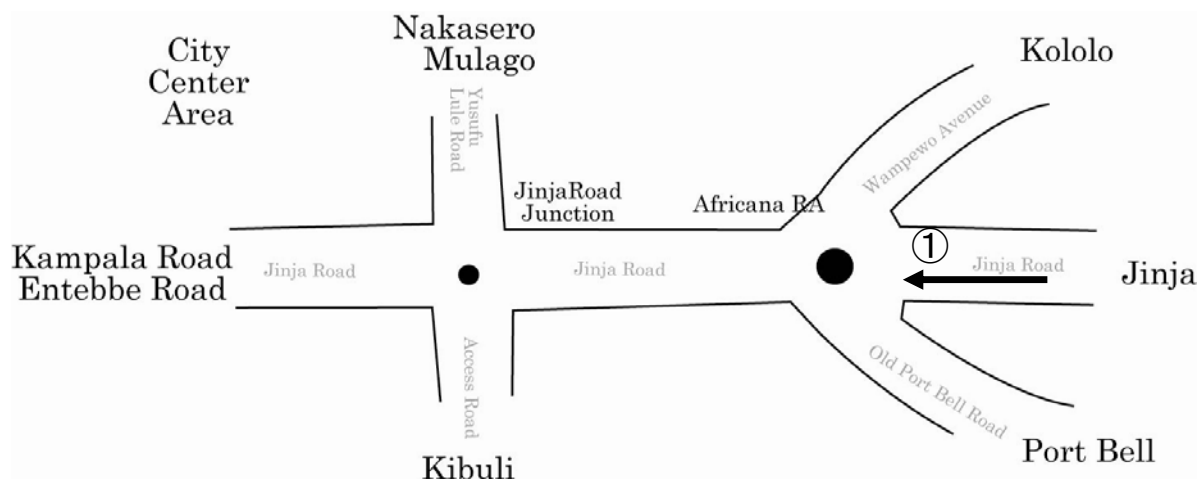 City
Center
Area
Nakasero
Mulago
Yusufu
Lule Road
Kololo
Wampewo Avenue
JinjaRoad
Junction
Africana RA
Kampala Road
Entebbe Road
Jinja Road
Jinja Road
①
Jinja Road
Jinja
Access Road
Old Port Bell Road
Kibuli
Port Bell